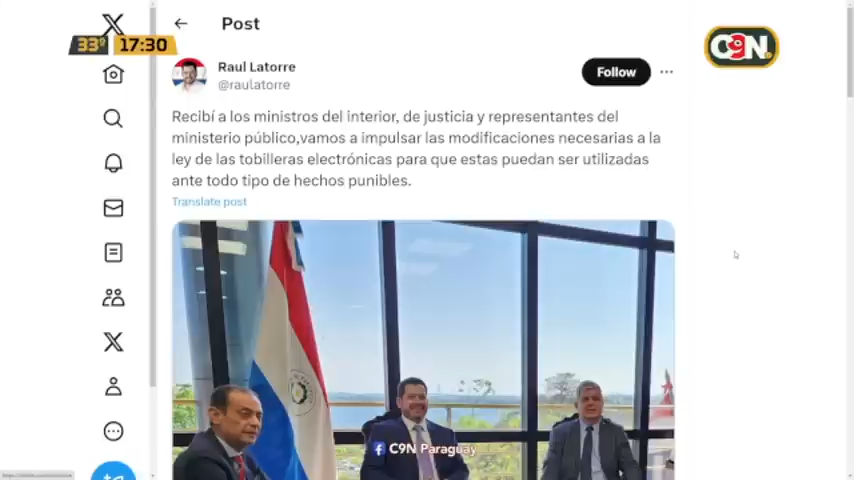 Post
33º 17:30
C9N.
Raul Latorre
@raulatorre
Follow
Recibí a los ministros del interior, de justicia y representantes del
ministerio público,vamos a impulsar las modificaciones necesarias a la
ley de las tobilleras electrónicas para que estas puedan ser utilizadas
ante todo tipo de hechos punibles.
Translate post
C9N Paraguay